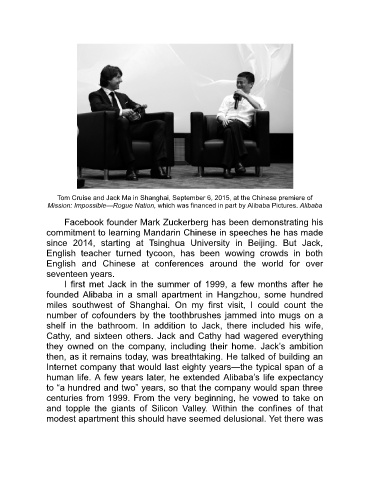 Tom Cruise and Jack Ma in Shanghai, September 6, 2015, at the Chinese premiere of
Mission: Impossible—Rogue Nation, which was financed in part by Alibaba Pictures. Alibaba
Facebook founder Mark Zuckerberg has been demonstrating his
commitment to learning Mandarin Chinese in speeches he has made
since 2014, starting at Tsinghua University in Beijing. But Jack,
English teacher turned tycoon, has been wowing crowds in both
English and Chinese at conferences around the world for over
seventeen years.
I first met Jack in the summer of 1999, a few months after he
founded Alibaba in a small apartment in Hangzhou, some hundred
miles southwest of Shanghai. On my first visit, I could count the
number of cofounders by the toothbrushes jammed into mugs on a
shelf in the bathroom. In addition to Jack, there included his wife,
Cathy, and sixteen others. Jack and Cathy had wagered everything
they owned on the company, including their home. Jack's ambition
then, as it remains today, was breathtaking. He talked of building an
Internet company that would last eighty years—the typical span of a
human life. A few years later, he extended Alibaba's life expectancy
to “a hundred and two” years, so that the company would span three
centuries from 1999. From the very beginning, he vowed to take on
and topple the giants of Silicon Valley. Within the confines of that
modest apartment this should have seemed delusional. Yet there was